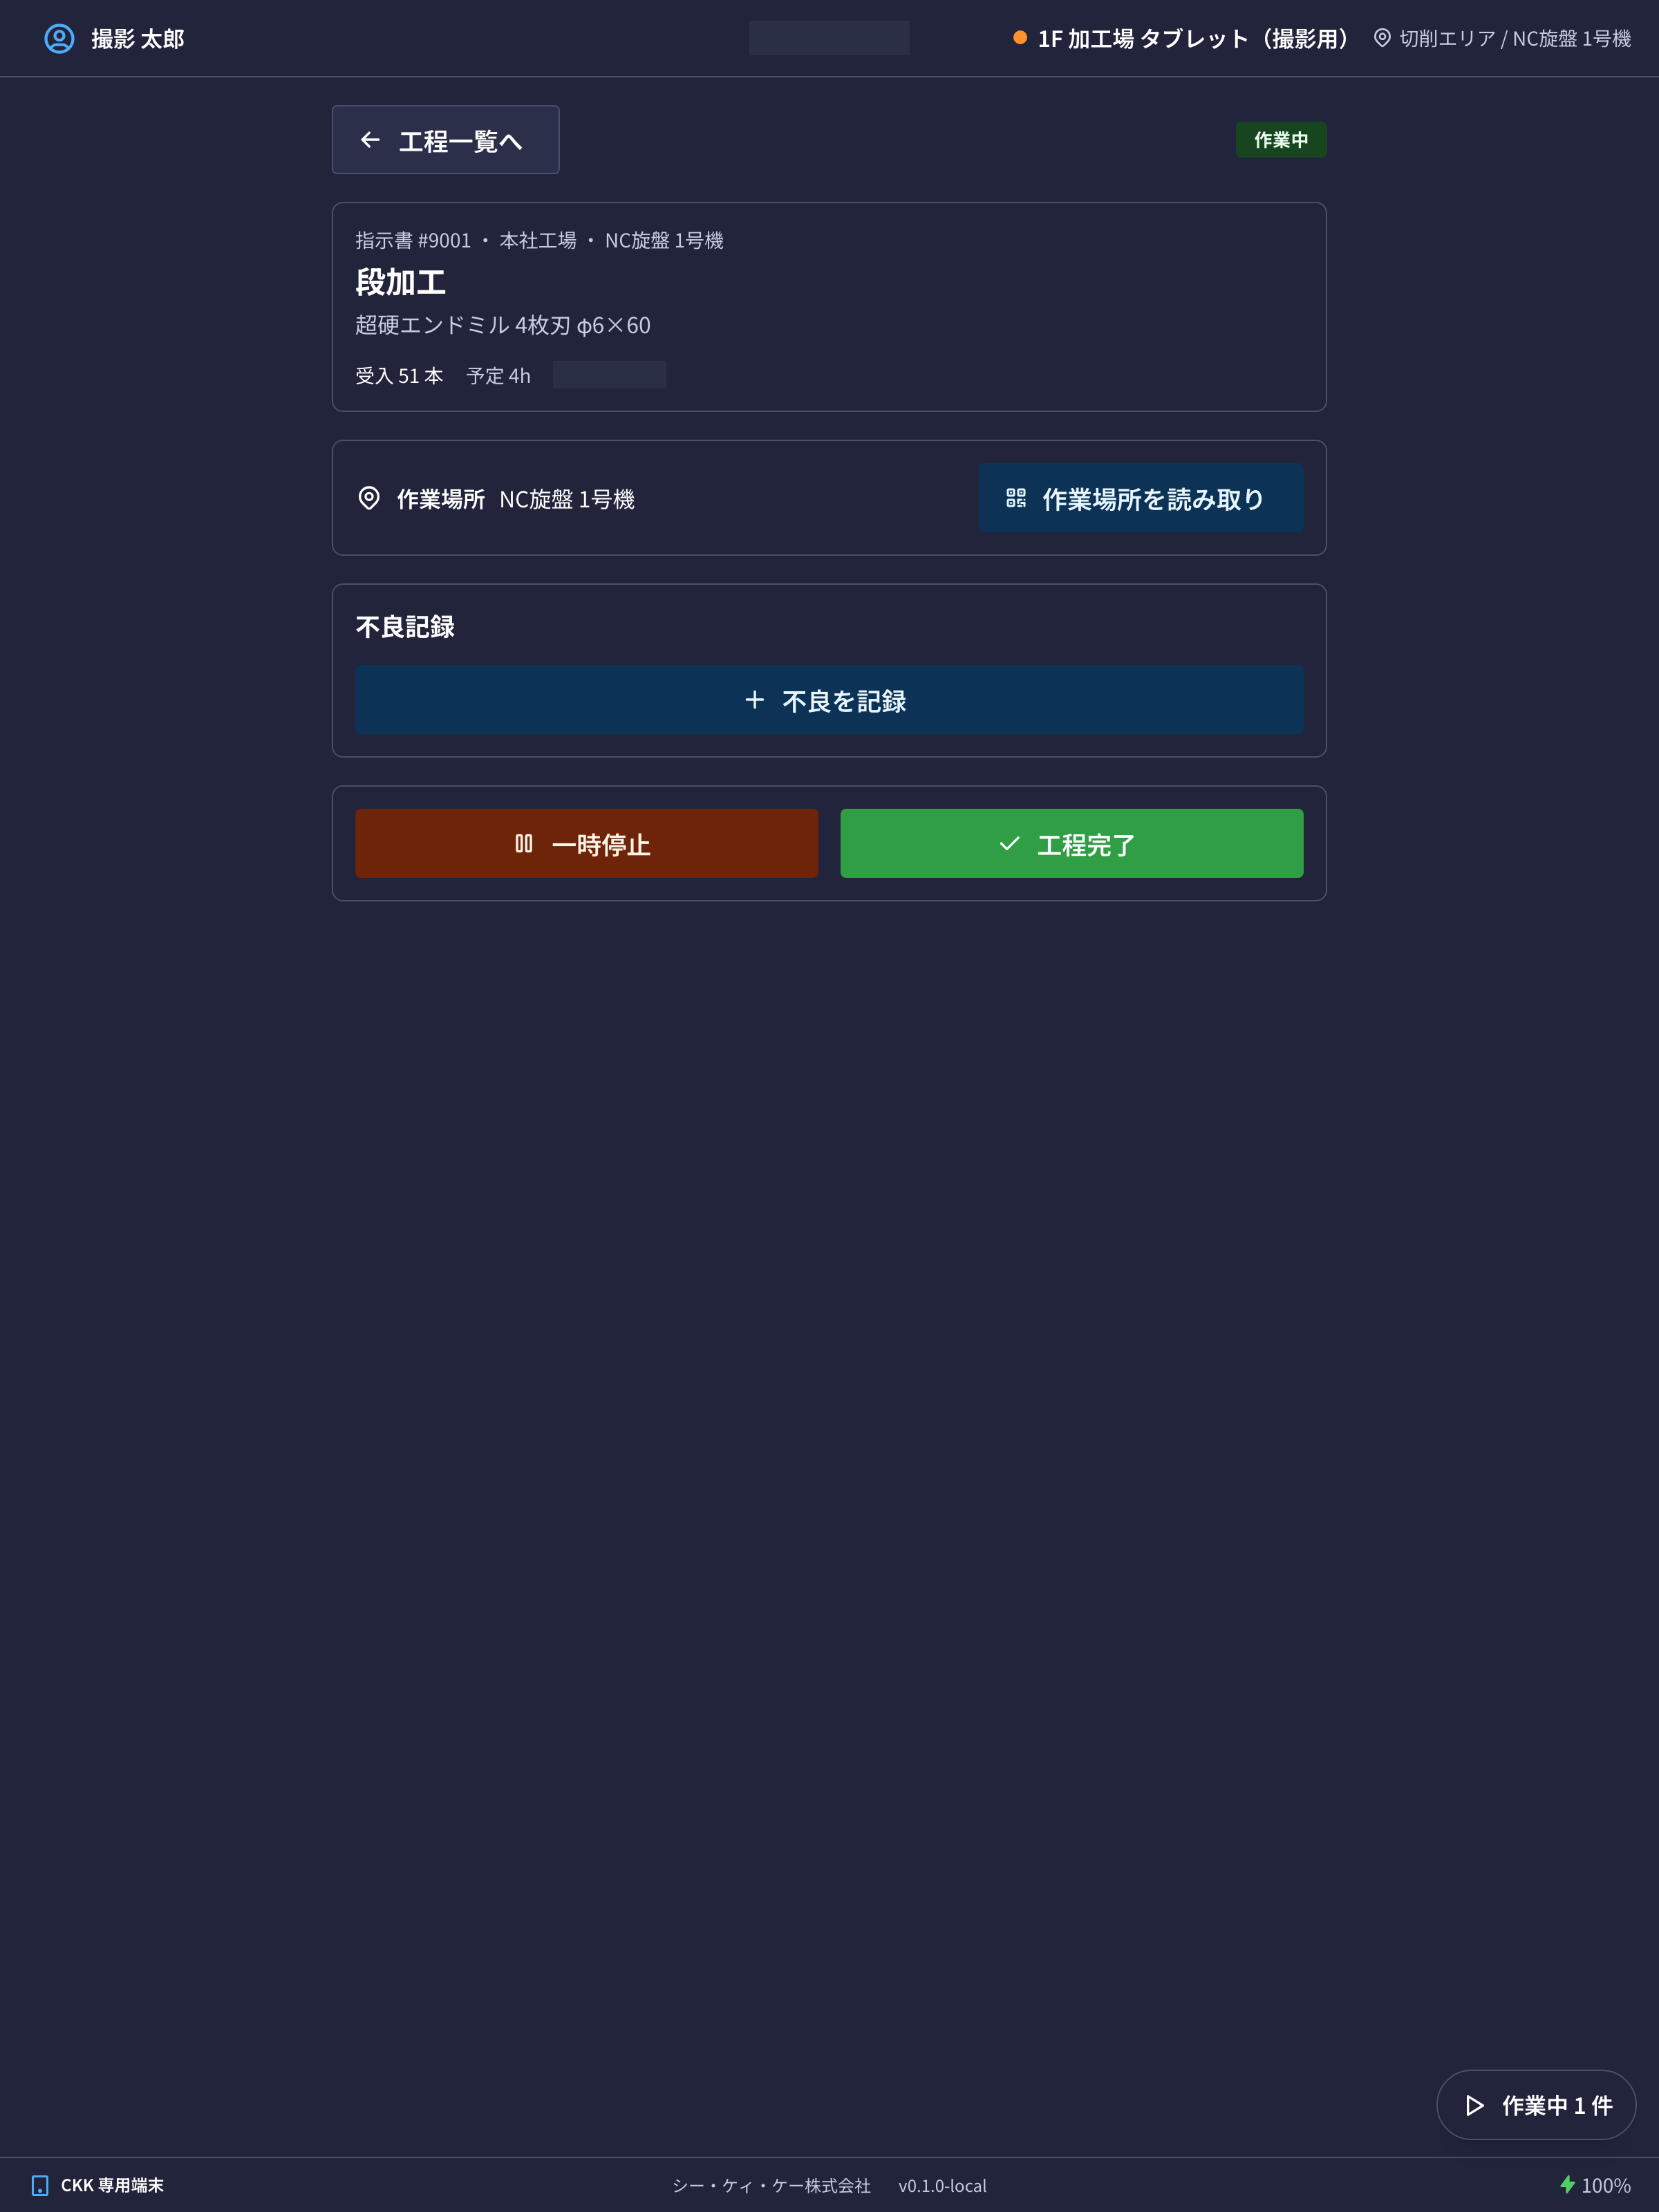 撮影 太郎
1F 加工場 タブレット（撮影用） 切削エリア / NC旋盤 1号機
工程一覧へ
作業中
指示書 #9001 ・ 本社工場 ・ NC旋盤 1号機
段加工
超硬エンドミル 4枚刃 φ6×60
受入 51 本 予定 4h
作業場所 NC旋盤 1号機
作業場所を読み取り
不良記録
不良を記録
一時停止
工程完了
作業中 1 件
CKK 専用端末
シー・ケィ・ケー株式会社 v0.1.0-local
100%